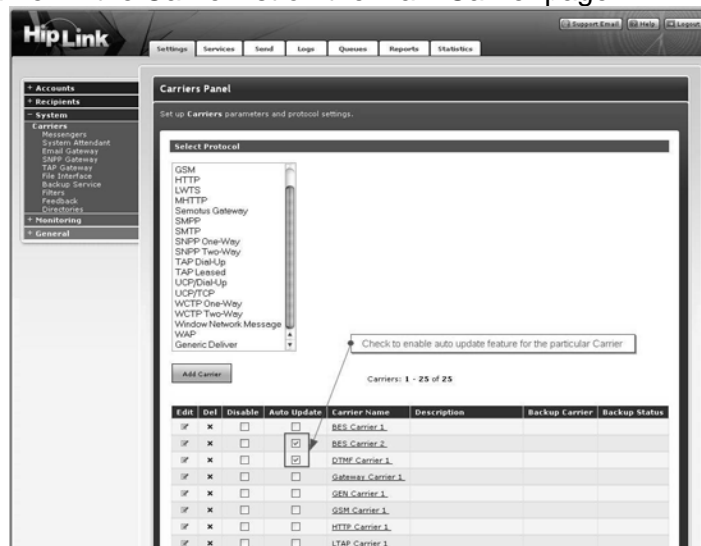 HipLink
Support Email Help Logout
Settings Services Send Logs Queues Reports Statistics
+ Accounts
+ Recipients
− System
Carriers
Messengers
System Attendant
Email Gateway
SNPP Gateway
TAP Gateway
File Interface
Backup Service
Filters
Feedback
Directories
+ Monitoring
+ General
Carriers Panel
Set up Carriers parameters and protocol settings.
Select Protocol
GSM
HTTP
LWTS
MHTTP
Semotus Gateway
SMPP
SMTP
SNPP One-Way
SNPP Two-Way
TAP Dial-Up
TAP Leased
UCP/Dial-Up
UCP/TCP
WCTP One-Way
WCTP Two-Way
Window Network Message
WAP
Generic Deliver
Check to enable auto update feature for the particular Carrier
Add Carrier
Carriers: 1 - 25 of 25
Edit Del Disable Auto Update Carrier Name Description Backup Carrier Backup Status
BES Carrier 1
BES Carrier 2
DTMF Carrier 1
Gateway Carrier 1
GEN Carrier 1
GSM Carrier 1
HTTP Carrier 1
LTAP Carrier 1